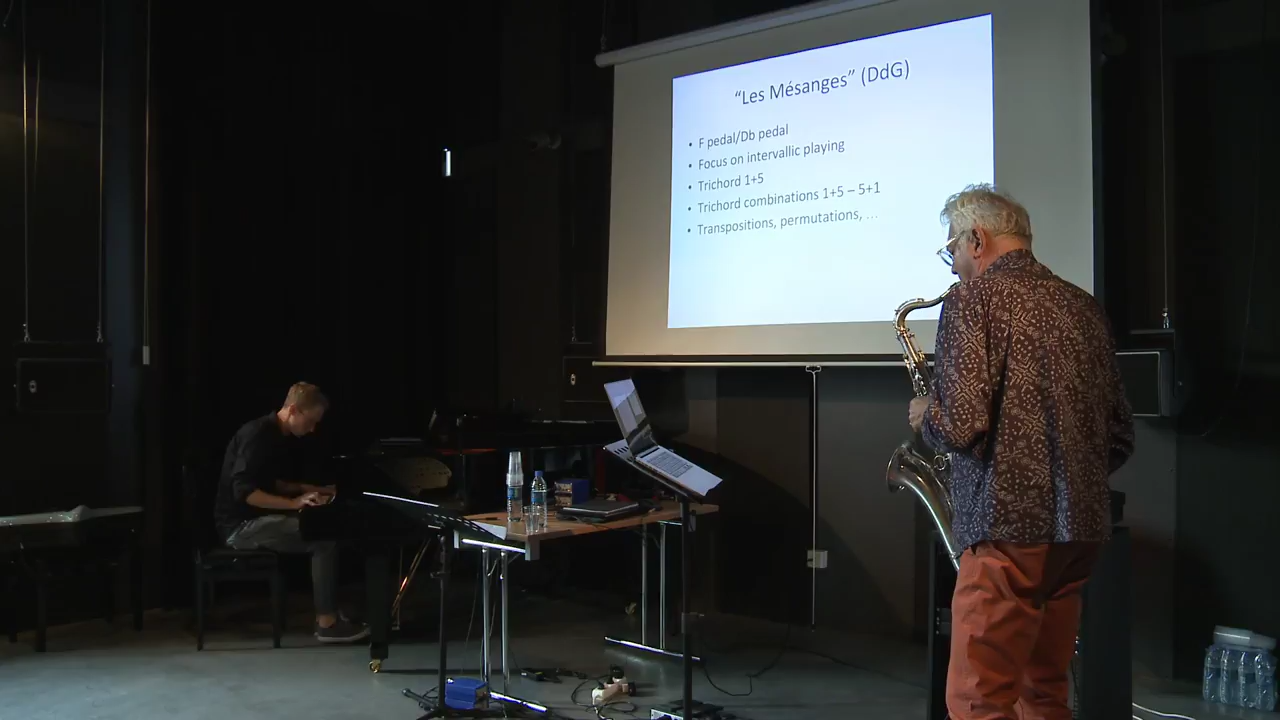 “Les Mésanges” (DdG)
• F pedal/Db pedal
• Focus on intervallic playing
• Trichord 1+5
• Trichord combinations 1+5 – 5+1
• Transpositions, permutations, ...